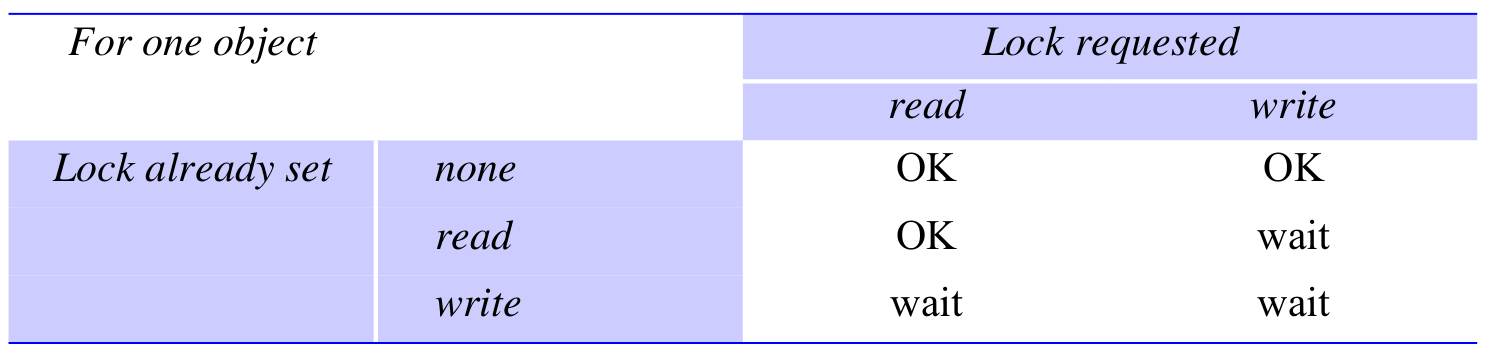 For one object Lock requested
read write
Lock already set none OK OK
read OK wait
write wait wait